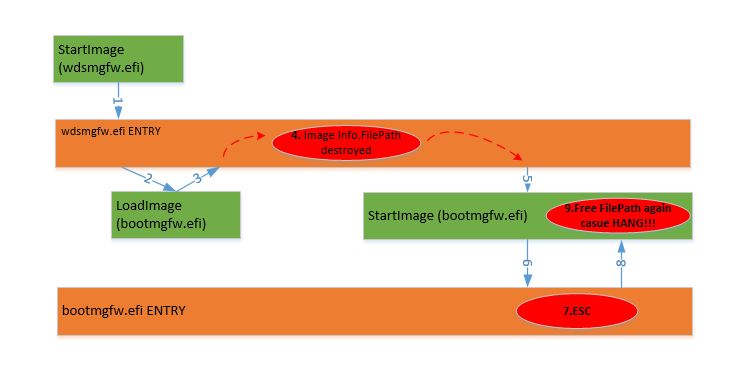 StartImage
(wdsmgfw.efi)
1
wdsmgfw.efi ENTRY
4. Image Info.FilePath
destroyed
2
3
5
LoadImage
(bootmgfw.efi)
StartImage (bootmgfw.efi)
9.Free FilePath again
casue HANG!!!
6
8
bootmgfw.efi ENTRY
7.ESC